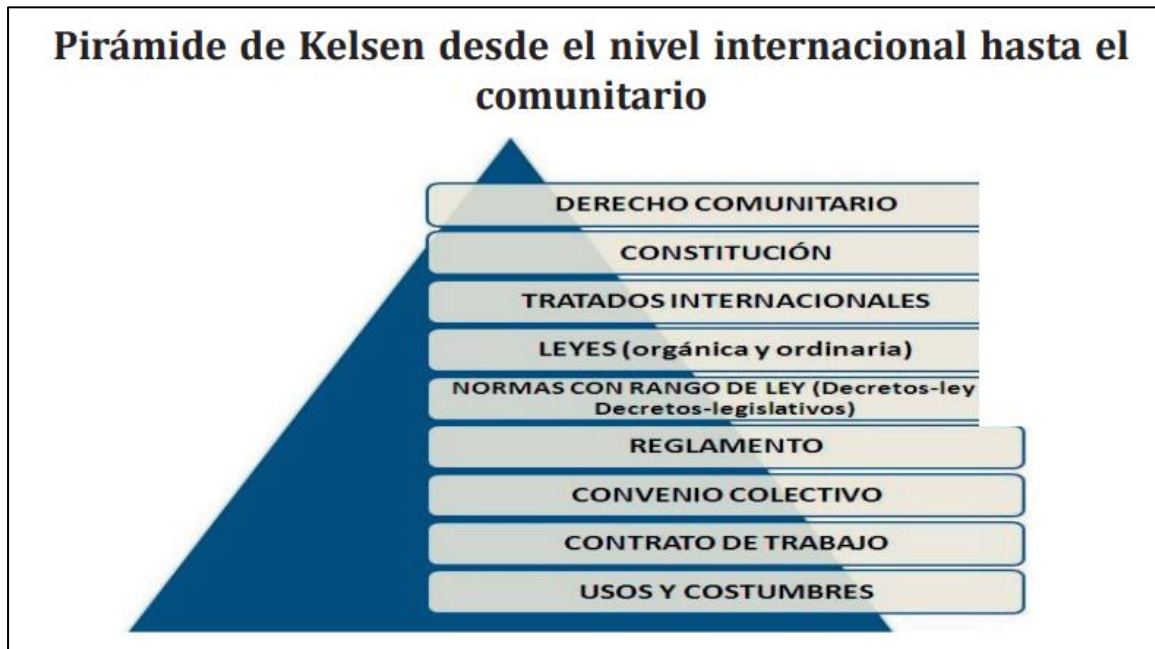 Pirámide de Kelsen desde el nivel internacional hasta el
comunitario
DERECHO COMUNITARIO
CONSTITUCIÓN
TRATADOS INTERNACIONALES
LEYES (orgánica y ordinaria)
NORMAS CON RANGO DE LEY (Decretos-ley
Decretos-legislativos)
REGLAMENTO
CONVENIO COLECTIVO
CONTRATO DE TRABAJO
USOS Y COSTUMBRES